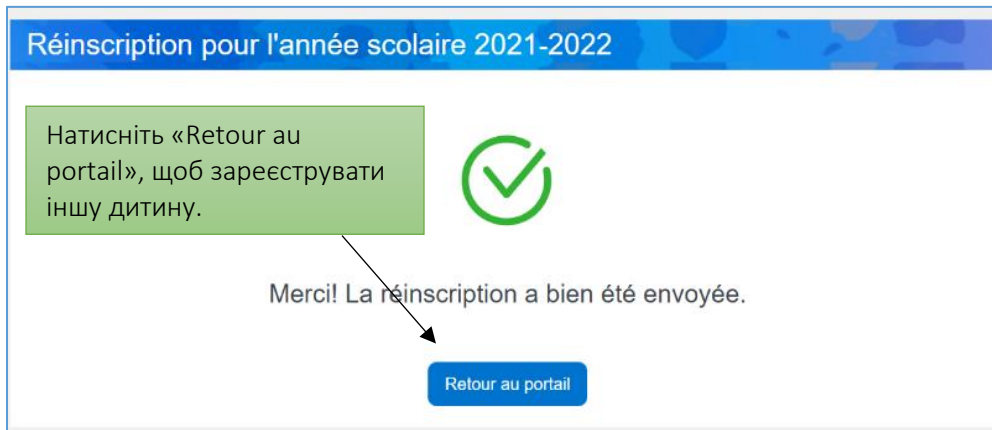 Réinscription pour l'année scolaire 2021-2022
Натисніть «Retour au
portail», щоб зареєструвати
іншу дитину.
Merci! La réinscription a bien été envoyée.
Retour au portail